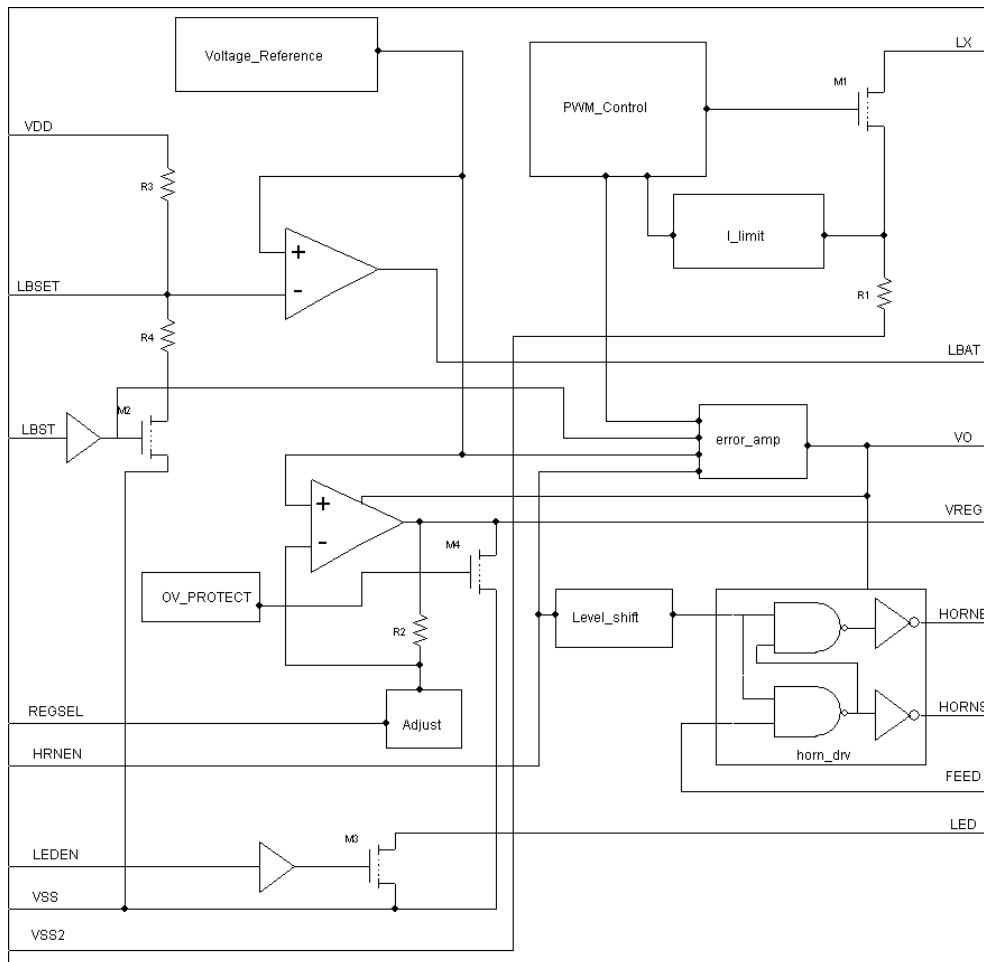 Voltage_Reference
LX
M1
PWM_Control
VDD
R3
+
-
I_limit
LBSET
R1
R4
LBAT
M2
LBST
error_amp
VO
+
-
VREG
M4
OV_PROTECT
Level_shift
HORNB
R2
REGSEL
Adjust
HORNS
HRNEN
horn_drv
FEED
LED
M3
LEDEN
VSS
VSS2